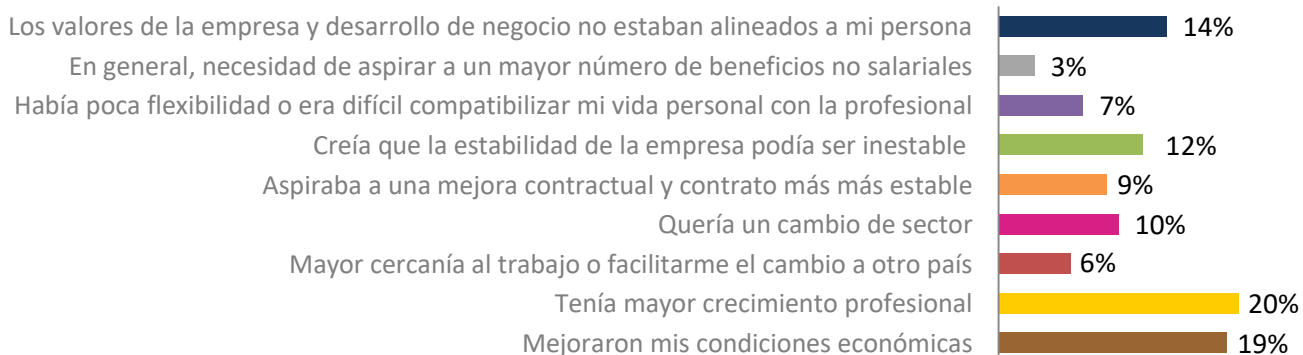 Los valores de la empresa y desarrollo de negocio no estaban alineados a mi persona 14%
En general, necesidad de aspirar a un mayor número de beneficios no salariales 3%
Había poca flexibilidad o era difícil compatibilizar mi vida personal con la profesional 7%
Creía que la estabilidad de la empresa podía ser inestable 12%
Aspiraba a una mejora contractual y contrato más más estable 9%
Quería un cambio de sector 10%
Mayor cercanía al trabajo o facilitarme el cambio a otro país 6%
Tenía mayor crecimiento profesional 20%
Mejoraron mis condiciones económicas 19%